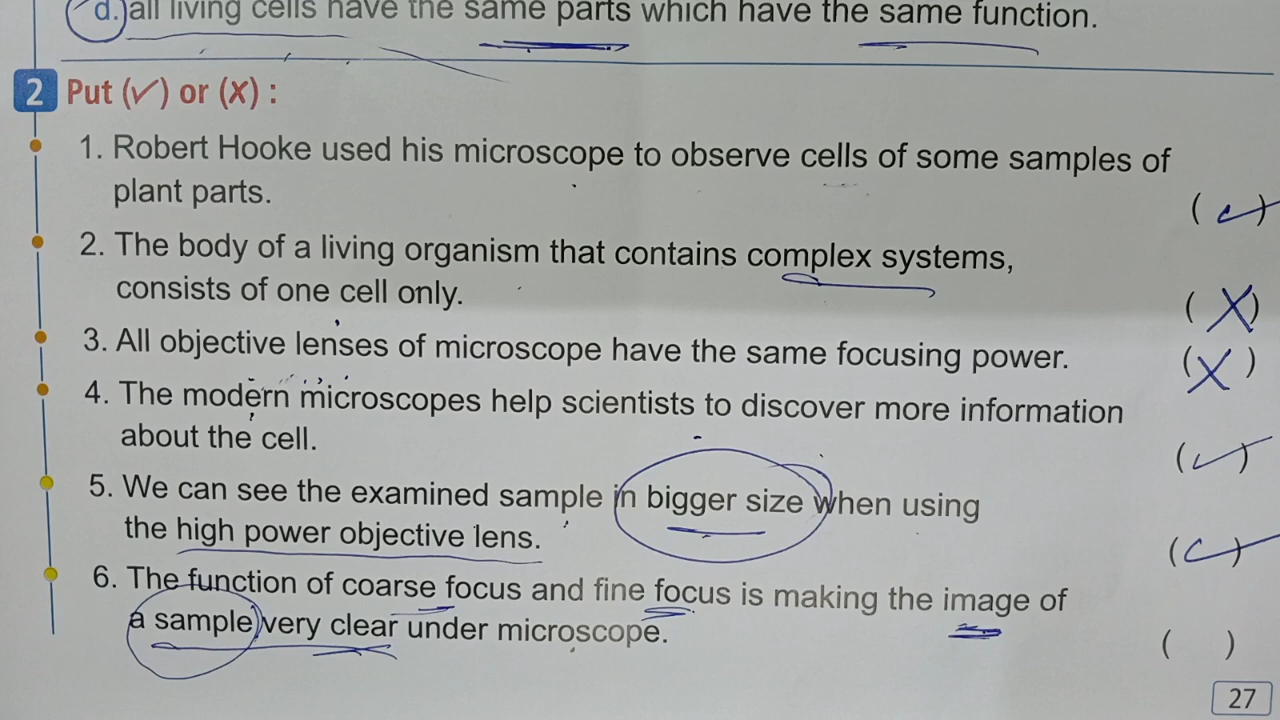 d. all living cells have the same parts which have the same function.
2 Put (✓) or (X) :
1. Robert Hooke used his microscope to observe cells of some samples of
plant parts.
(✓)
2. The body of a living organism that contains complex systems,
consists of one cell only.
(X)
3. All objective lenses of microscope have the same focusing power.
(X)
4. The modern microscopes help scientists to discover more information
about the cell.
(✓)
5. We can see the examined sample in bigger size when using
the high power objective lens.
(✓)
6. The function of coarse focus and fine focus is making the image of
a sample very clear under microscope.
( )
27